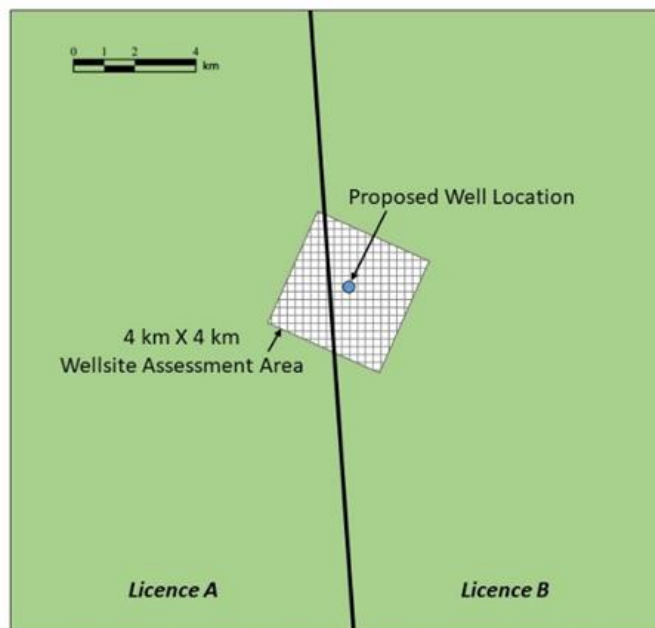 0 1 2 4
km
Proposed Well Location
4 km X 4 km
Wellsite Assessment Area
Licence A
Licence B